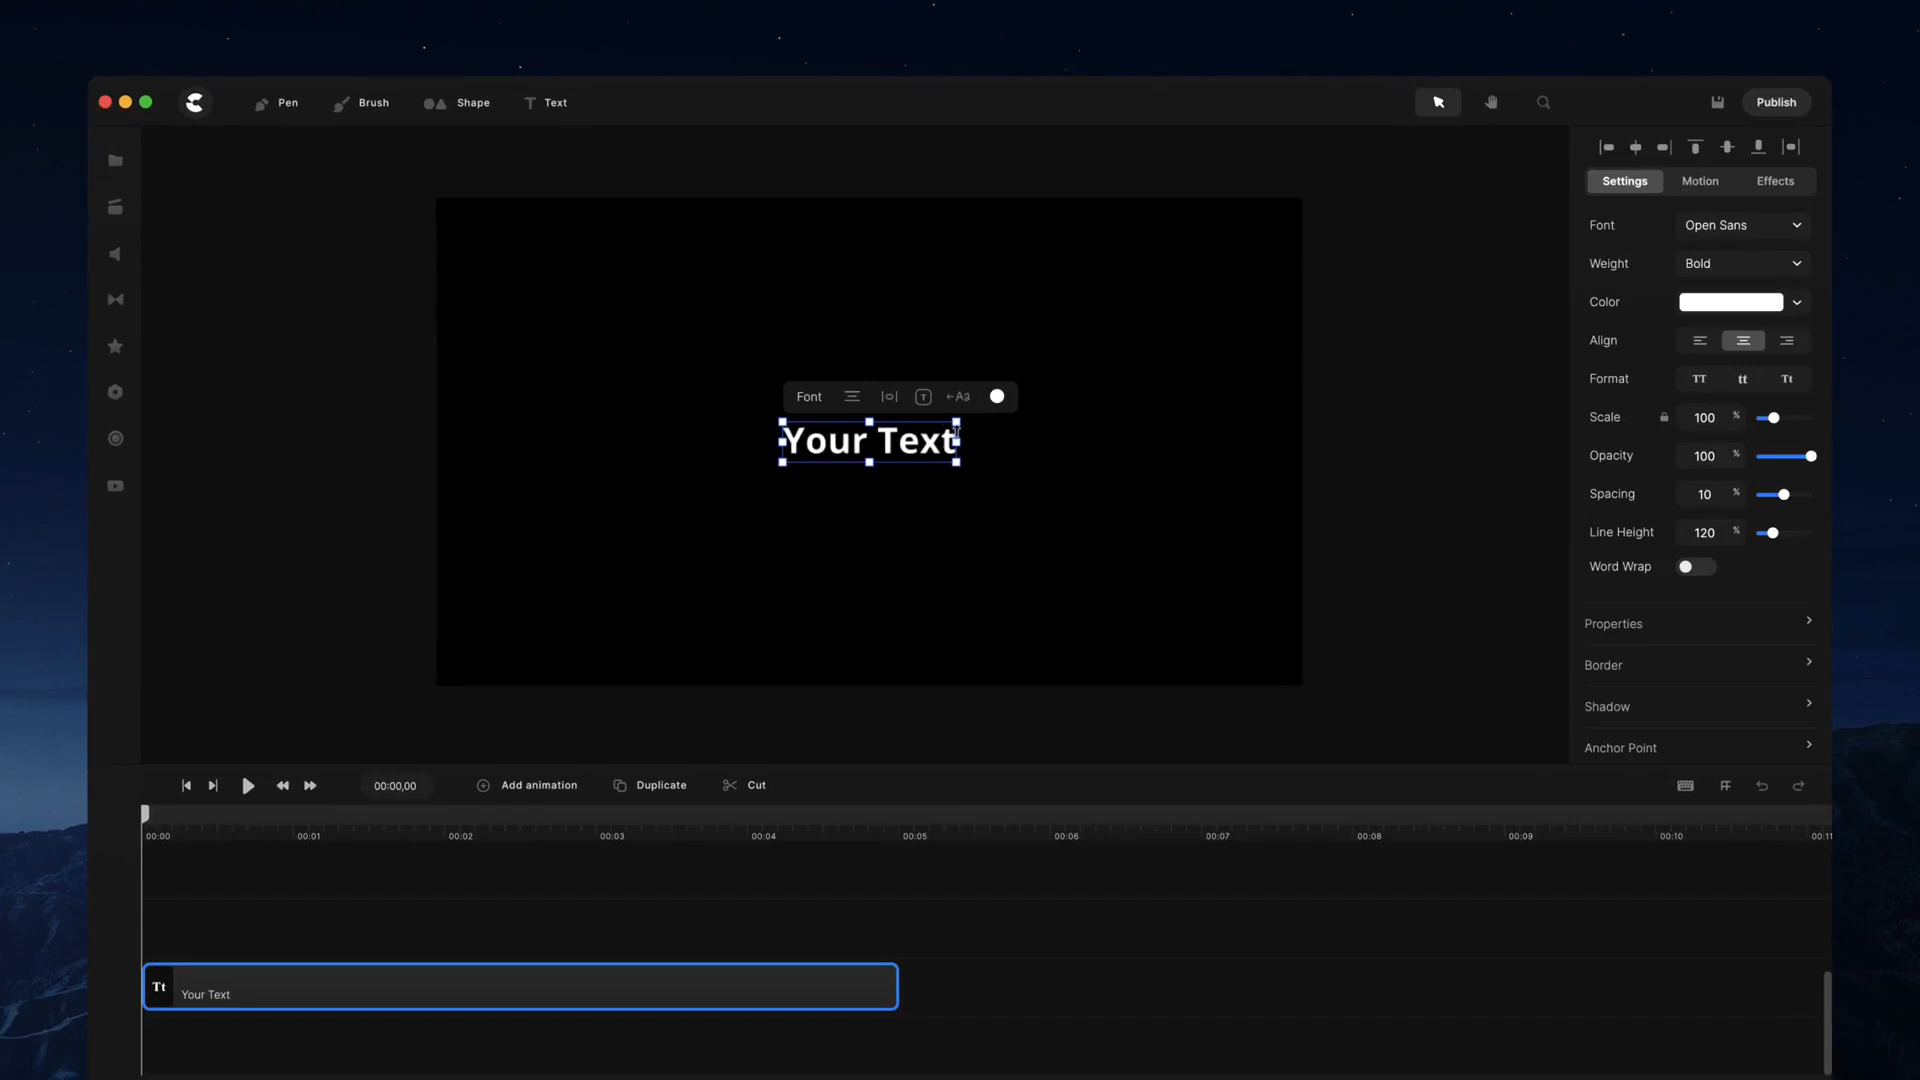 Pen Brush Shape Text Publish
Settings Motion Effects
Font Open Sans
Weight Bold
Color
Align
Format TT tt Tt
Scale 100 %
Opacity 100 %
Spacing 10 %
Line Height 120 %
Word Wrap
Properties
Border
Shadow
Anchor Point
Font T Aa
Your Text
00:00,00 Add animation Duplicate Cut
00:00 00:01 00:02 00:03 00:04 00:05 00:06 00:07 00:08 00:09 00:10 00:11
Tt Your Text